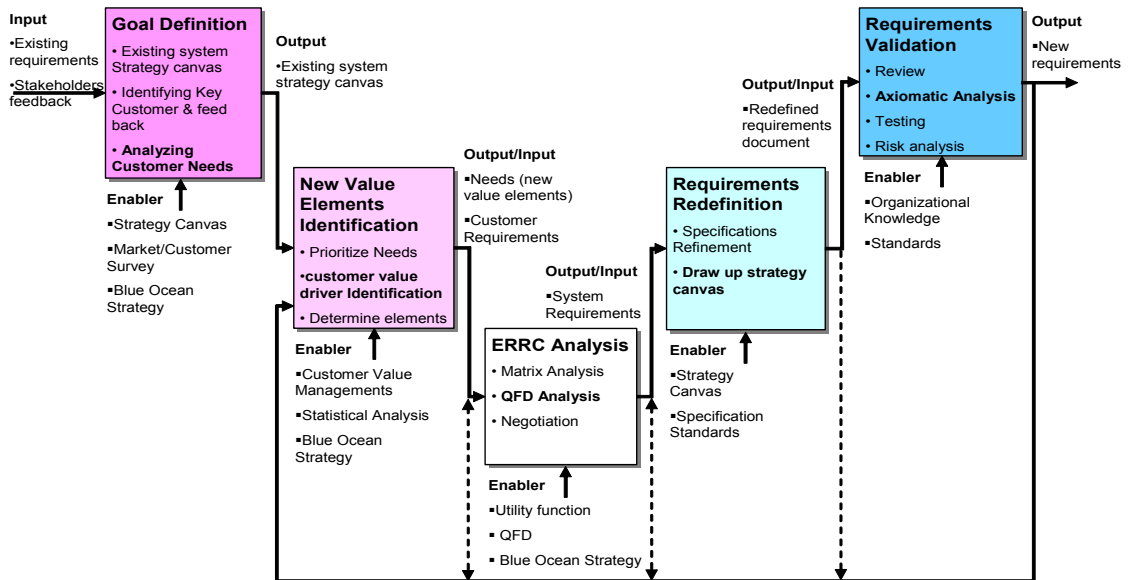 Input
•Existing
requirements
•Stakeholders
feedback
Goal Definition
• Existing system
Strategy canvas
• Identifying Key
Customer & feed
back
• Analyzing
Customer Needs
Enabler
▪Strategy Canvas
▪Market/Customer
Survey
▪Blue Ocean
Strategy
Output
•Existing system
strategy canvas
New Value
Elements
Identification
• Prioritize Needs
•customer value
driver Identification
• Determine elements
Enabler
▪Customer Value
Managements
▪Statistical Analysis
▪Blue Ocean
Strategy
Output/Input
▪Needs (new
value elements)
▪Customer
Requirements
ERRC Analysis
• Matrix Analysis
• QFD Analysis
• Negotiation
Enabler
▪Utility function
▪ QFD
▪ Blue Ocean Strategy
Output/Input
▪System
Requirements
Requirements
Redefinition
• Specifications
Refinement
• Draw up strategy
canvas
Enabler
▪Strategy
Canvas
▪Specification
Standards
Output/Input
▪Redefined
requirements
document
Requirements
Validation
• Review
• Axiomatic Analysis
• Testing
• Risk analysis
Enabler
▪Organizational
Knowledge
▪Standards
Output
▪New
requirements